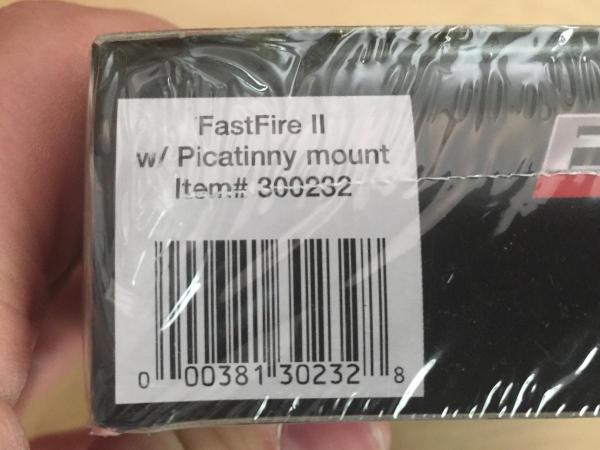 FastFire II
w/ Picatinny mount
Item# 300232
0 00381 30232 8